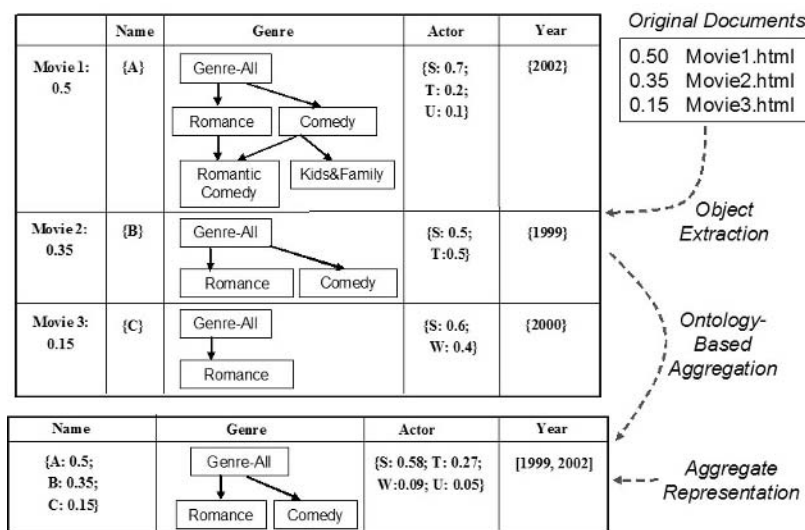 Name Genre Actor Year
Movie 1:
0.5
{A}
Genre-All
Romance Comedy
Romantic
Comedy
Kids&Family
{S: 0.7;
T: 0.2;
U: 0.1}
{2002}
Movie 2:
0.35
{B}
Genre-All
Romance Comedy
{S: 0.5;
T:0.5}
{1999}
Movie 3:
0.15
{C}
Genre-All
Romance
{S: 0.6;
W: 0.4}
{2000}
Original Documents
0.50 Movie1.html
0.35 Movie2.html
0.15 Movie3.html
Object
Extraction
Ontology-
Based
Aggregation
Name Genre Actor Year
{A: 0.5;
B: 0.35;
C: 0.15}
Genre-All
Romance Comedy
{S: 0.58; T: 0.27;
W:0.09; U: 0.05}
[1999, 2002]
Aggregate
Representation